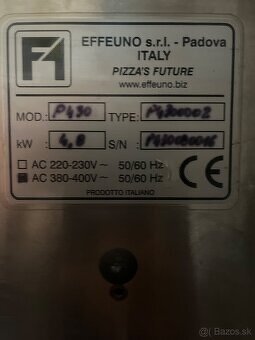 EFFEUNO s.r.l. - Padova
ITALY
PIZZA'S FUTURE
www.effeuno.biz
MOD: P430 TYPE: P4300002
kW 4,8 S/N:
AC 220-230V~ 50/60 Hz
AC 380-400V~ 50/60 Hz
CE
PRODOTTO ITALIANO
© Bazos.sk